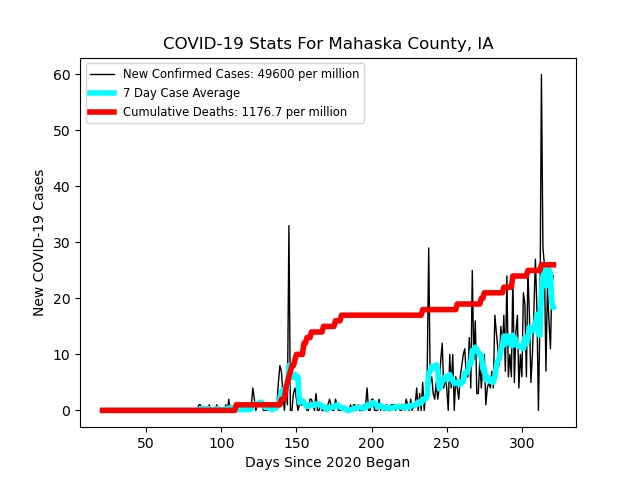 COVID-19 Stats For Mahaska County, IA
New Confirmed Cases: 49600 per million
7 Day Case Average
Cumulative Deaths: 1176.7 per million
New COVID-19 Cases
60
50
40
30
20
10
0
50 100 150 200 250 300
Days Since 2020 Began